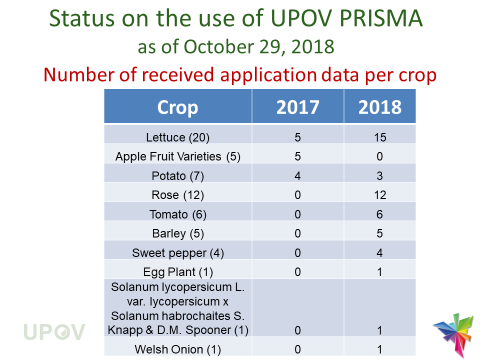 Status on the use of UPOV PRISMA
as of October 29, 2018
Number of received application data per crop
Crop 2017 2018
Lettuce (20) 5 15
Apple Fruit Varieties (5) 5 0
Potato (7) 4 3
Rose (12) 0 12
Tomato (6) 0 6
Barley (5) 0 5
Sweet pepper (4) 0 4
Egg Plant (1) 0 1
Solanum lycopersicum L.
var. lycopersicum x
Solanum habrochaites S.
Knapp & D.M. Spooner (1) 0 1
Welsh Onion (1) 0 1
UPOV